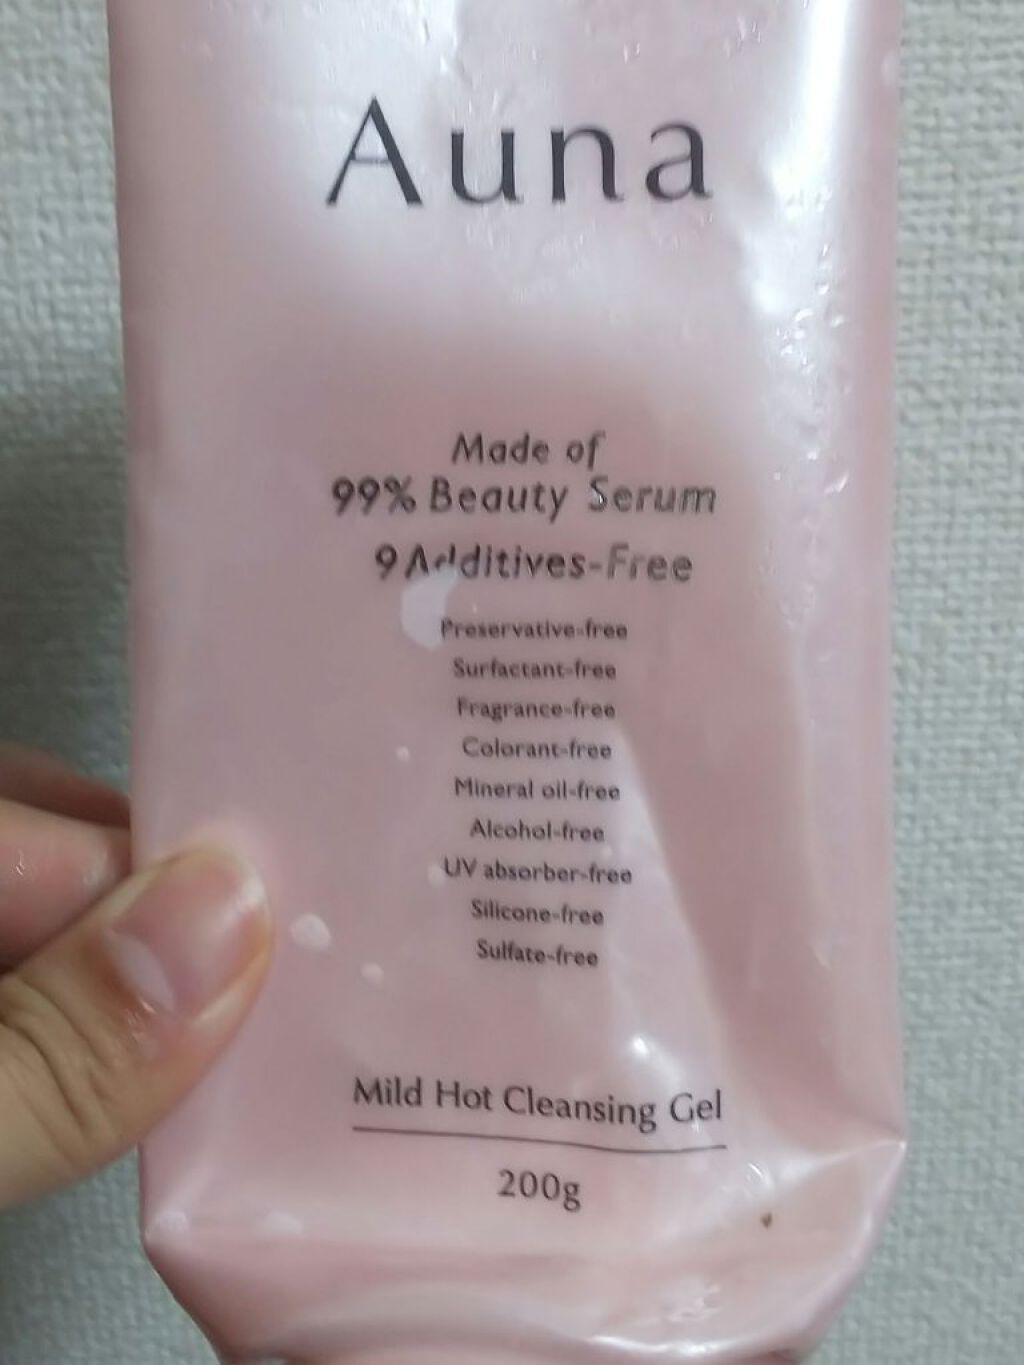 Auna
Made of
99% Beauty Serum
9 Additives-Free
Preservative-free
Surfactant-free
Fragrance-free
Colorant-free
Mineral oil-free
Alcohol-free
UV absorber-free
Silicone-free
Sulfate-free
Mild Hot Cleansing Gel
200g